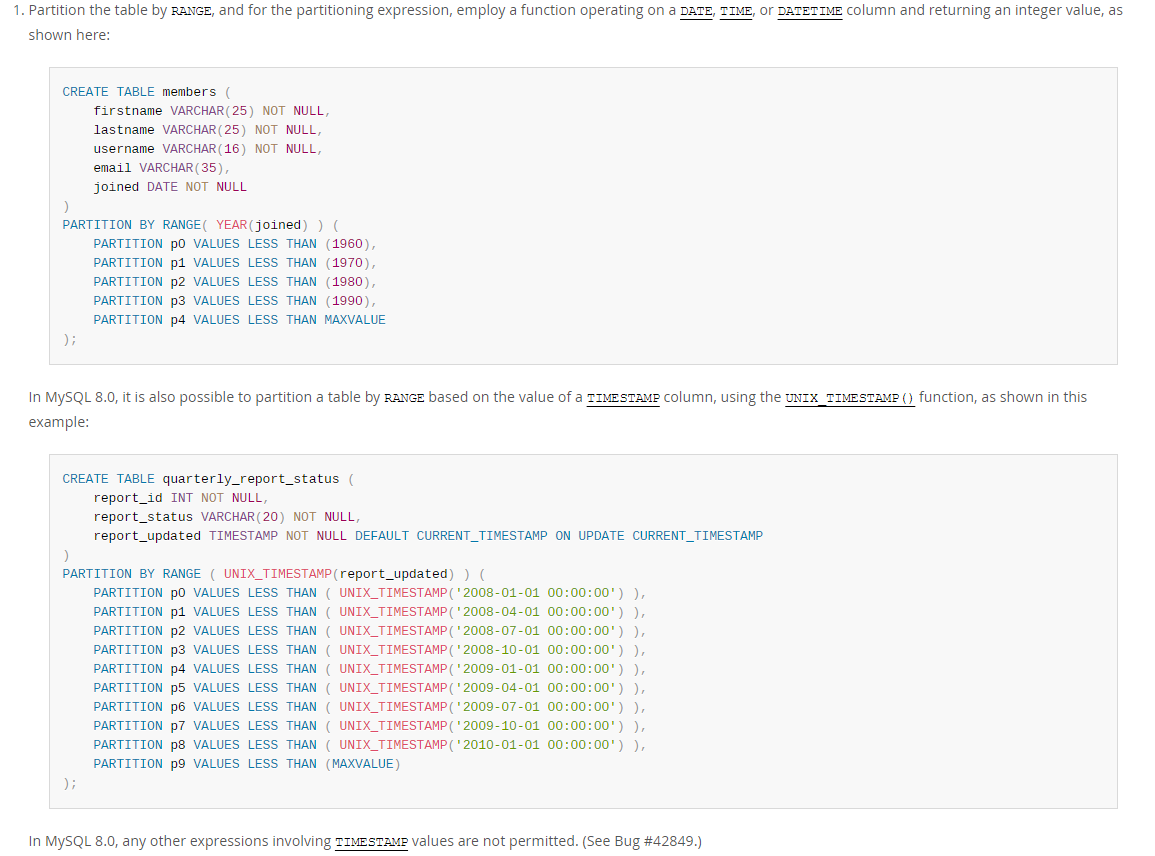 1. Partition the table by RANGE, and for the partitioning expression, employ a function operating on a DATE, TIME, or DATETIME column and returning an integer value, as
shown here:
CREATE TABLE members (
    firstname VARCHAR(25) NOT NULL,
    lastname VARCHAR(25) NOT NULL,
    username VARCHAR(16) NOT NULL,
    email VARCHAR(35),
    joined DATE NOT NULL
)
PARTITION BY RANGE( YEAR(joined) ) (
    PARTITION p0 VALUES LESS THAN (1960),
    PARTITION p1 VALUES LESS THAN (1970),
    PARTITION p2 VALUES LESS THAN (1980),
    PARTITION p3 VALUES LESS THAN (1990),
    PARTITION p4 VALUES LESS THAN MAXVALUE
);
In MySQL 8.0, it is also possible to partition a table by RANGE based on the value of a TIMESTAMP column, using the UNIX_TIMESTAMP() function, as shown in this
example:
CREATE TABLE quarterly_report_status (
    report_id INT NOT NULL,
    report_status VARCHAR(20) NOT NULL,
    report_updated TIMESTAMP NOT NULL DEFAULT CURRENT_TIMESTAMP ON UPDATE CURRENT_TIMESTAMP
)
PARTITION BY RANGE ( UNIX_TIMESTAMP(report_updated) ) (
    PARTITION p0 VALUES LESS THAN ( UNIX_TIMESTAMP('2008-01-01 00:00:00') ),
    PARTITION p1 VALUES LESS THAN ( UNIX_TIMESTAMP('2008-04-01 00:00:00') ),
    PARTITION p2 VALUES LESS THAN ( UNIX_TIMESTAMP('2008-07-01 00:00:00') ),
    PARTITION p3 VALUES LESS THAN ( UNIX_TIMESTAMP('2008-10-01 00:00:00') ),
    PARTITION p4 VALUES LESS THAN ( UNIX_TIMESTAMP('2009-01-01 00:00:00') ),
    PARTITION p5 VALUES LESS THAN ( UNIX_TIMESTAMP('2009-04-01 00:00:00') ),
    PARTITION p6 VALUES LESS THAN ( UNIX_TIMESTAMP('2009-07-01 00:00:00') ),
    PARTITION p7 VALUES LESS THAN ( UNIX_TIMESTAMP('2009-10-01 00:00:00') ),
    PARTITION p8 VALUES LESS THAN ( UNIX_TIMESTAMP('2010-01-01 00:00:00') ),
    PARTITION p9 VALUES LESS THAN (MAXVALUE)
);
In MySQL 8.0, any other expressions involving TIMESTAMP values are not permitted. (See Bug #42849.)